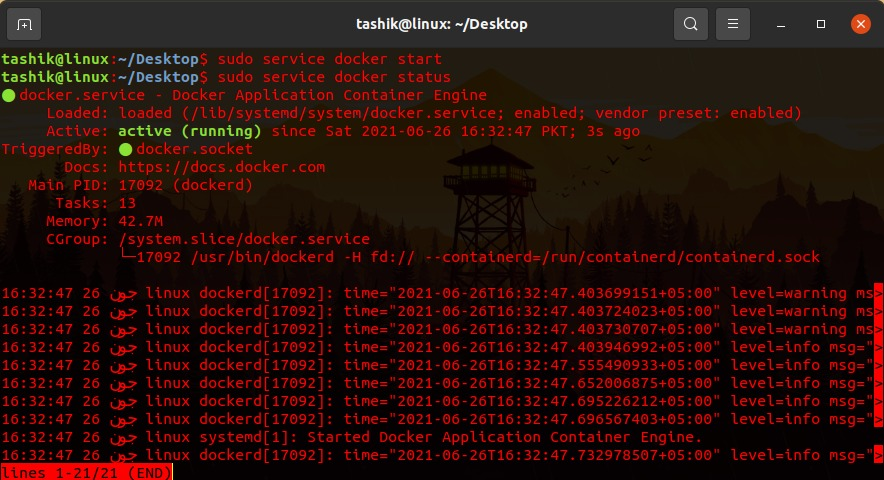 tashik@linux: ~/Desktop
tashik@linux:~/Desktop$ sudo service docker start
tashik@linux:~/Desktop$ sudo service docker status
● docker.service - Docker Application Container Engine
Loaded: loaded (/lib/systemd/system/docker.service; enabled; vendor preset: enabled)
Active: active (running) since Sat 2021-06-26 16:32:47 PKT; 3s ago
TriggeredBy: ● docker.socket
Docs: https://docs.docker.com
Main PID: 17092 (dockerd)
Tasks: 13
Memory: 42.7M
CGroup: /system.slice/docker.service
└─17092 /usr/bin/dockerd -H fd:// --containerd=/run/containerd/containerd.sock
16:32:47 26 جون linux dockerd[17092]: time="2021-06-26T16:32:47.403699151+05:00" level=warning ms>
16:32:47 26 جون linux dockerd[17092]: time="2021-06-26T16:32:47.403724023+05:00" level=warning ms>
16:32:47 26 جون linux dockerd[17092]: time="2021-06-26T16:32:47.403730707+05:00" level=warning ms>
16:32:47 26 جون linux dockerd[17092]: time="2021-06-26T16:32:47.403946992+05:00" level=info msg=">
16:32:47 26 جون linux dockerd[17092]: time="2021-06-26T16:32:47.555490933+05:00" level=info msg=">
16:32:47 26 جون linux dockerd[17092]: time="2021-06-26T16:32:47.652006875+05:00" level=info msg=">
16:32:47 26 جون linux dockerd[17092]: time="2021-06-26T16:32:47.695226212+05:00" level=info msg=">
16:32:47 26 جون linux dockerd[17092]: time="2021-06-26T16:32:47.696567403+05:00" level=info msg=">
16:32:47 26 جون linux systemd[1]: Started Docker Application Container Engine.
16:32:47 26 جون linux dockerd[17092]: time="2021-06-26T16:32:47.732978507+05:00" level=info msg=">
lines 1-21/21 (END)